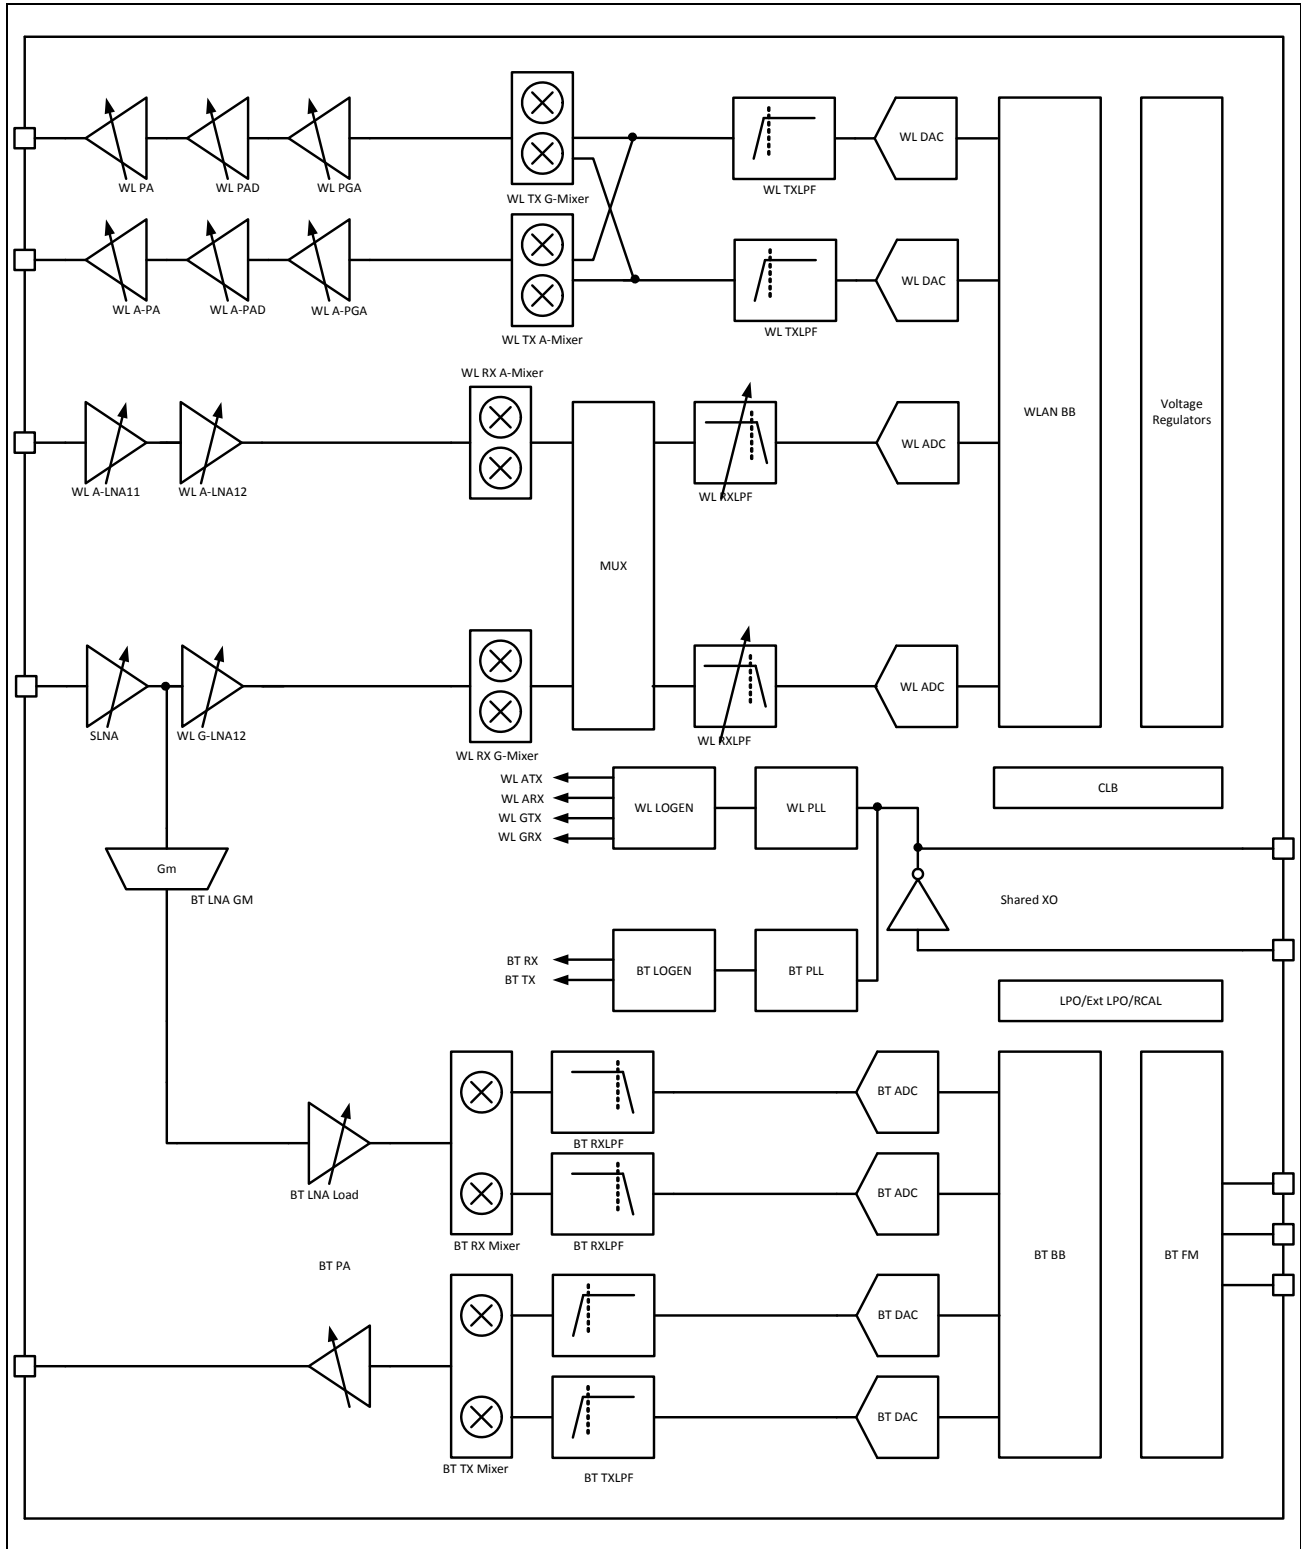 WL DAC
WL PA
WL PAD
WL PGA
WL TX G-Mixer
WL TXLPF
WL DAC
WL A-PA
WL A-PAD
WL A-PGA
WL TX A-Mixer
WL TXLPF
WL RX A-Mixer
WLAN BB
Voltage
Regulators
WL ADC
WL A-LNA11
WL A-LNA12
WL RXLPF
MUX
WL ADC
SLNA
WL G-LNA12
WL RXLPF
WL RX G-Mixer
WL ATX
WL ARX
WL GTX
WL GRX
WL LOGEN
WL PLL
CLB
Gm
BT LNA GM
Shared XO
BT RX
BT TX
BT LOGEN
BT PLL
LPO/Ext LPO/RCAL
BT ADC
BT RXLPF
BT LNA Load
BT ADC
BT RX Mixer
BT RXLPF
BT PA
BT BB
BT FM
BT DAC
BT DAC
BT TX Mixer
BT TXLPF